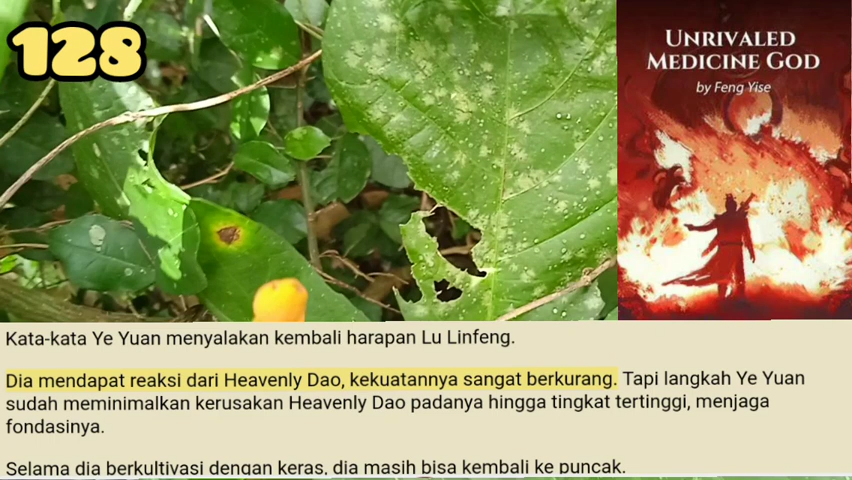 128
UNRIVALED
MEDICINE GOD
by Feng Yise
Kata-kata Ye Yuan menyalakan kembali harapan Lu Linfeng.
Dia mendapat reaksi dari Heavenly Dao, kekuatannya sangat berkurang. Tapi langkah Ye Yuan
sudah meminimalkan kerusakan Heavenly Dao padanya hingga tingkat tertinggi, menjaga
fondasinya.
Selama dia berkultivasi dengan keras, dia masih bisa kembali ke puncak.